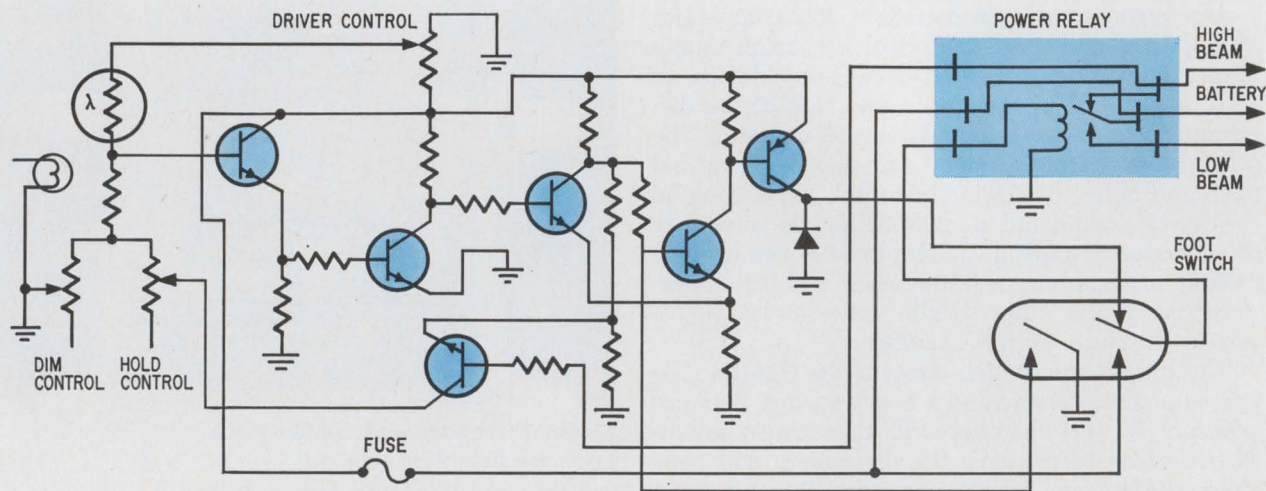 DRIVER CONTROL
POWER RELAY
HIGH
BEAM
BATTERY
LOW
BEAM
λ
FOOT
SWITCH
DIM
CONTROL
HOLD
CONTROL
FUSE